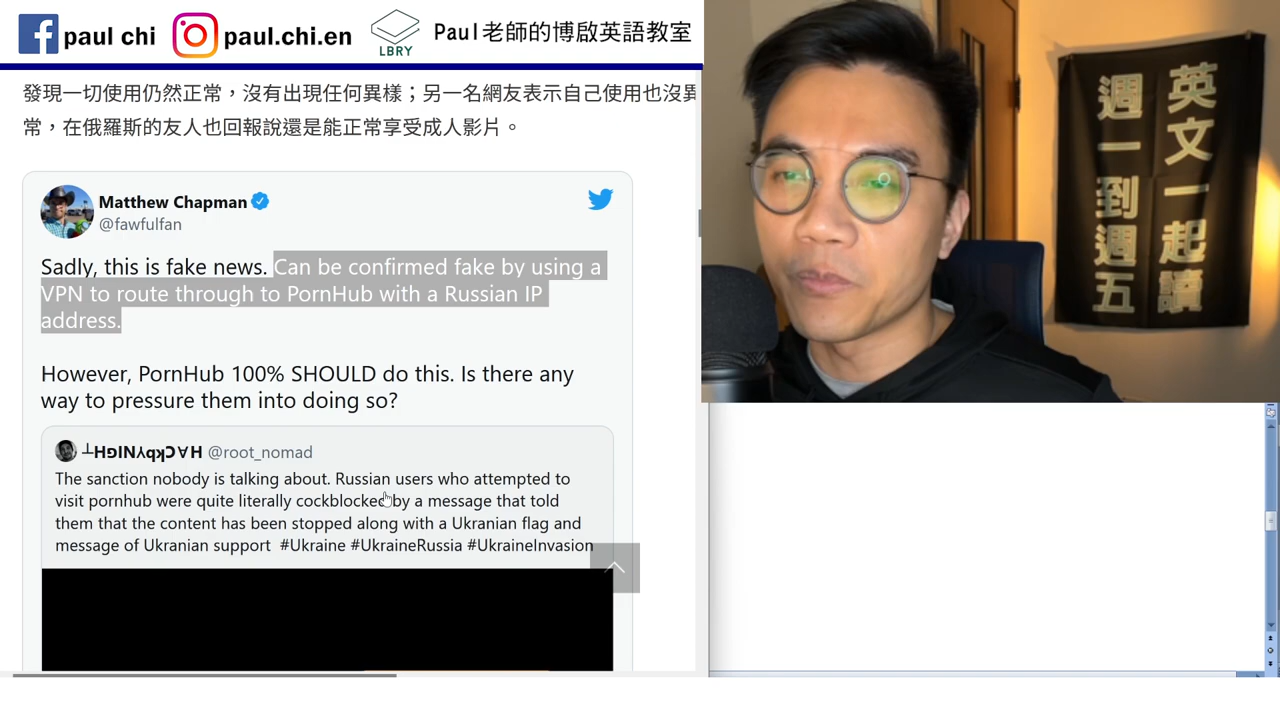 paul chi
paul.chi.en
LBRY
Paul老師的博啟英語教室
發現一切使用仍然正常，沒有出現任何異樣；另一名網友表示自己使用也沒異
常，在俄羅斯的友人也回報說還是能正常享受成人影片。
Matthew Chapman
@fawfulfan
Sadly, this is fake news. Can be confirmed fake by using a
VPN to route through to PornHub with a Russian IP
address.
However, PornHub 100% SHOULD do this. Is there any
way to pressure them into doing so?
┴HפINʎqʞƆ∀H @root_nomad
The sanction nobody is talking about. Russian users who attempted to
visit pornhub were quite literally cockblocked by a message that told
them that the content has been stopped along with a Ukranian flag and
message of Ukranian support #Ukraine #UkraineRussia #UkraineInvasion
英文一起讀
週一到週五